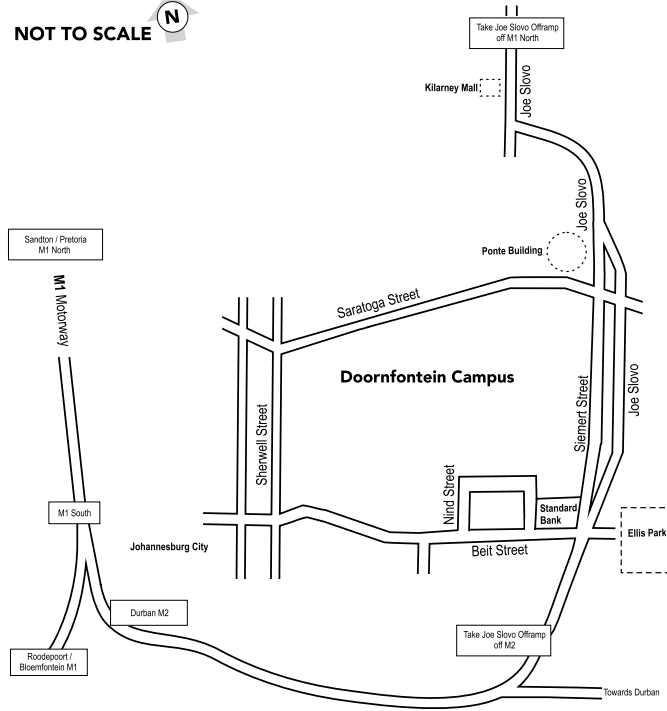 N
NOT TO SCALE
Take Joe Slovo Offramp
off M1 North
Kilarney Mall
Joe Slovo
Joe Slovo
Sandton / Pretoria
M1 North
Ponte Building
M1 Motorway
Saratoga Street
Doornfontein Campus
Sherwell Street
Siemert Street
Joe Slovo
Nind Street
M1 South
Standard
Bank
Ellis Park
Johannesburg City
Beit Street
Durban M2
Take Joe Slovo Offramp
off M2
Roodepoort /
Bloemfontein M1
Towards Durban